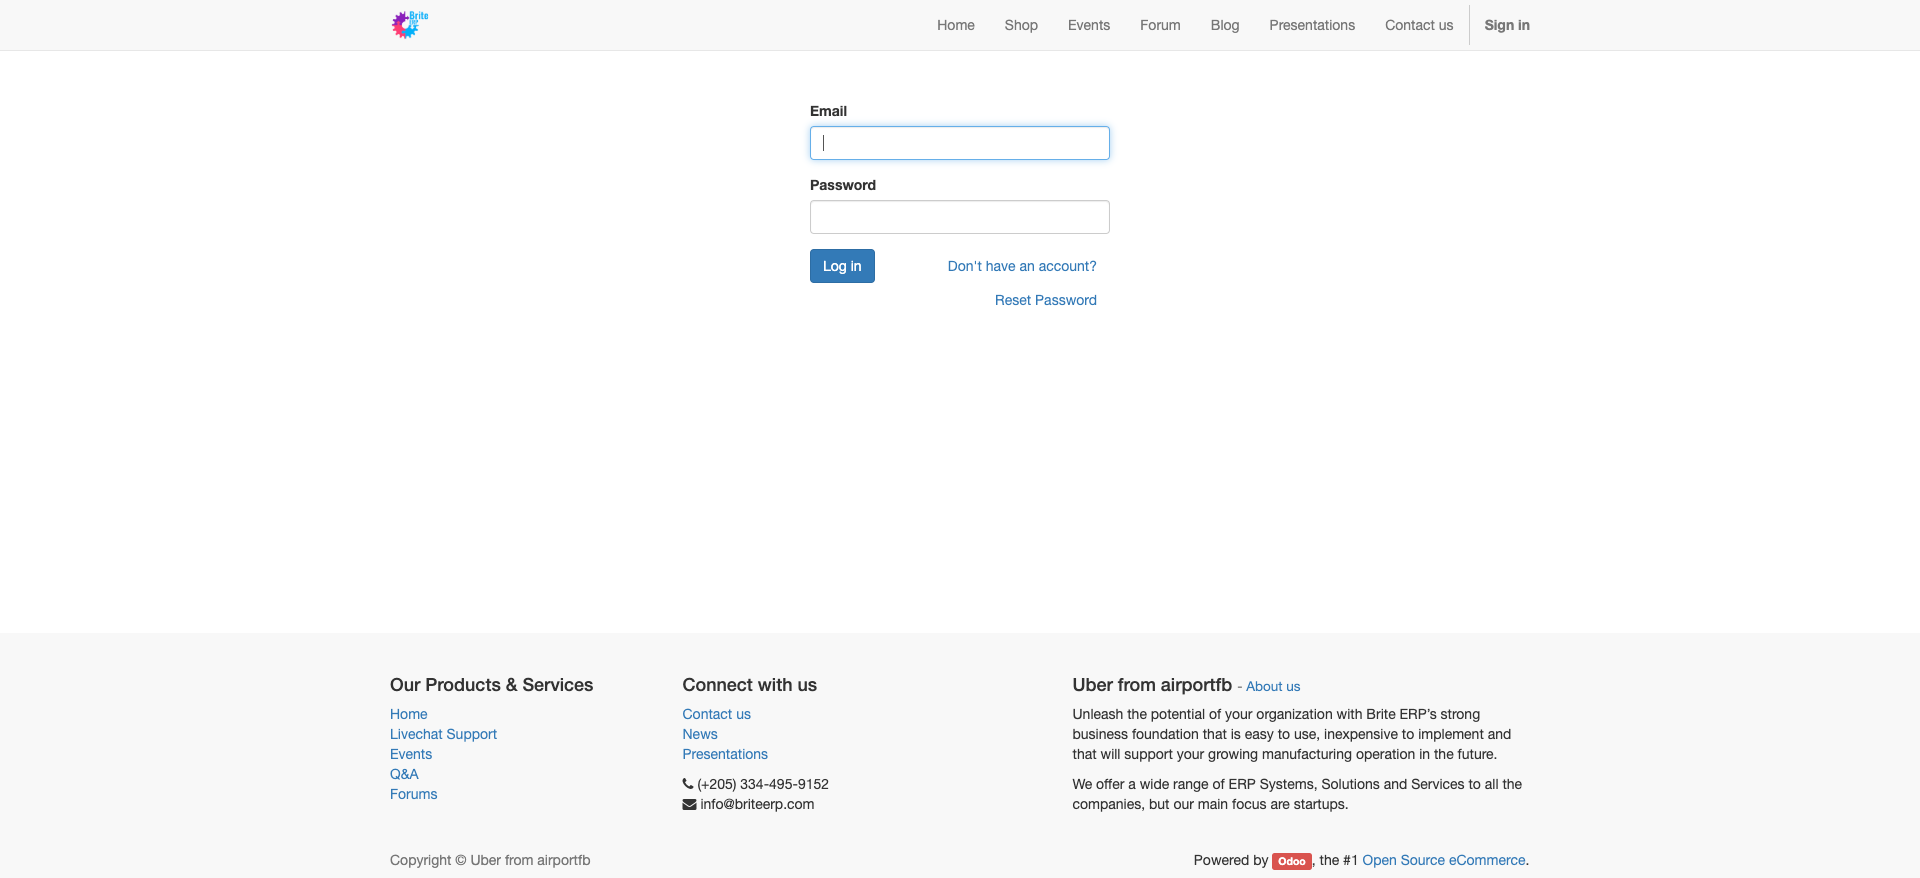 Brite
ERP
Home Shop Events Forum Blog Presentations Contact us Sign in
Email
Password
Log in Don't have an account?
Reset Password
Our Products & Services
Home
Livechat Support
Events
Q&A
Forums
Connect with us
Contact us
News
Presentations
(+205) 334-495-9152
info@briteerp.com
Uber from airportfb - About us
Unleash the potential of your organization with Brite ERP’s strong
business foundation that is easy to use, inexpensive to implement and
that will support your growing manufacturing operation in the future.
We offer a wide range of ERP Systems, Solutions and Services to all the
companies, but our main focus are startups.
Copyright © Uber from airportfb
Powered by Odoo, the #1 Open Source eCommerce.